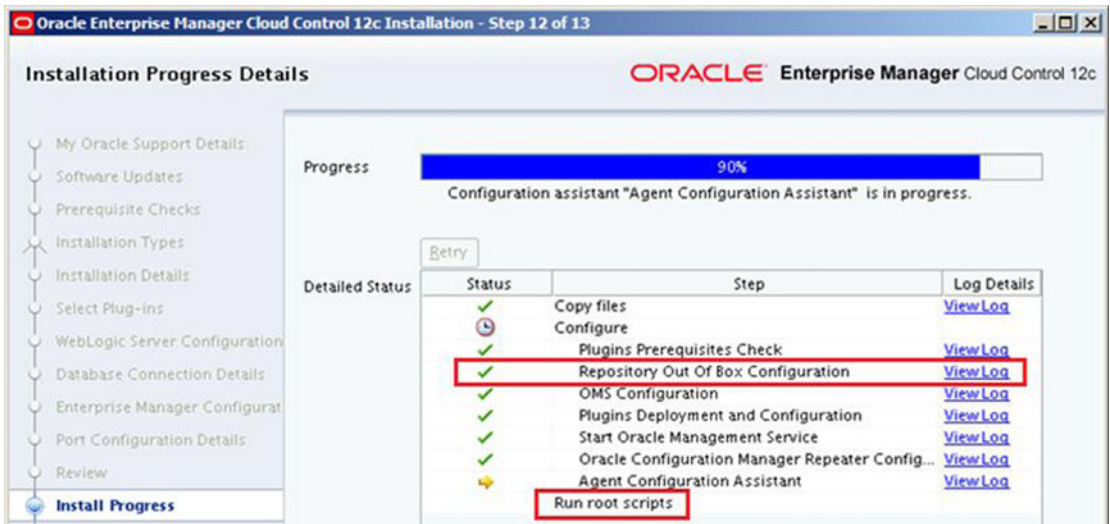 Oracle Enterprise Manager Cloud Control 12c Installation - Step 12 of 13
Installation Progress Details
ORACLE Enterprise Manager Cloud Control 12c
My Oracle Support Details
Software Updates
Prerequisite Checks
Installation Types
Installation Details
Select Plug-ins
WebLogic Server Configuration
Database Connection Details
Enterprise Manager Configurat
Port Configuration Details
Review
Install Progress
Progress
90%
Configuration assistant "Agent Configuration Assistant" is in progress.
Retry
Detailed Status
Status Step Log Details
Copy files View Log
Configure
Plugins Prerequisites Check View Log
Repository Out Of Box Configuration View Log
OMS Configuration View Log
Plugins Deployment and Configuration View Log
Start Oracle Management Service View Log
Oracle Configuration Manager Repeater Config... View Log
Agent Configuration Assistant View Log
Run root scripts